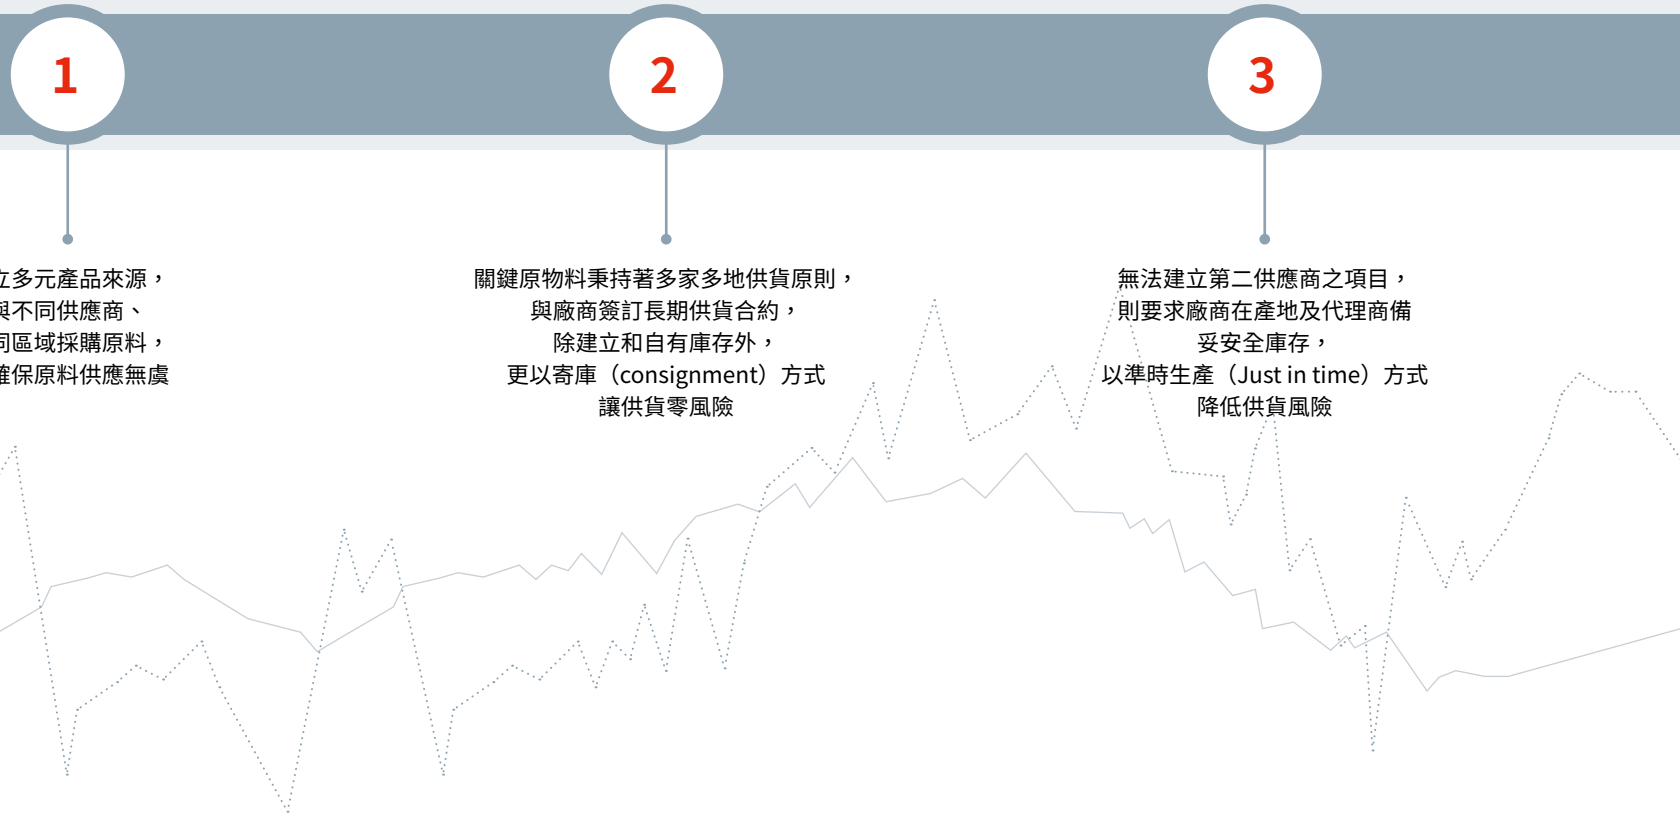 1
2
3
立多元產品來源，
與不同供應商、
同區域採購原料，
確保原料供應無虞
關鍵原物料秉持著多家多地供貨原則，
與廠商簽訂長期供貨合約，
除建立和自有庫存外，
更以寄庫（consignment）方式
讓供貨零風險
無法建立第二供應商之項目，
則要求廠商在產地及代理商備
妥安全庫存，
以準時生產（Just in time）方式
降低供貨風險